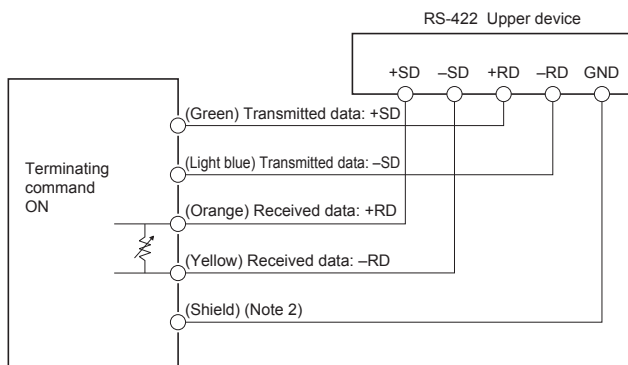 RS-422 Upper device
+SD –SD +RD –RD GND
(Green) Transmitted data: +SD
(Light blue) Transmitted data: –SD
Terminating
command
ON
(Orange) Received data: +RD
(Yellow) Received data: –RD
(Shield) (Note 2)